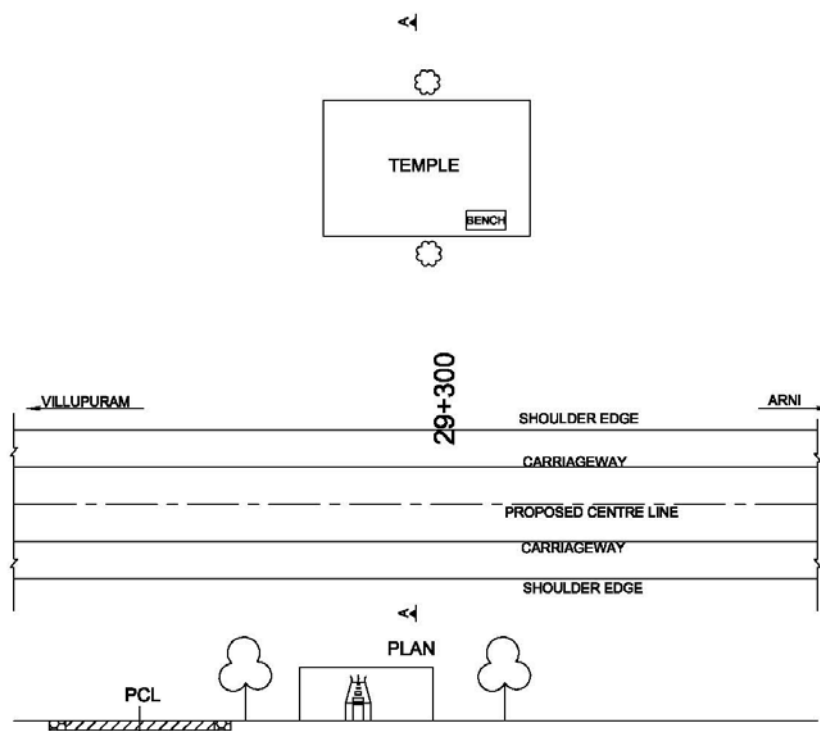 A
TEMPLE
BENCH
29+300
VILLUPURAM
ARNI
SHOULDER EDGE
CARRIAGEWAY
PROPOSED CENTRE LINE
CARRIAGEWAY
SHOULDER EDGE
A
PLAN
PCL